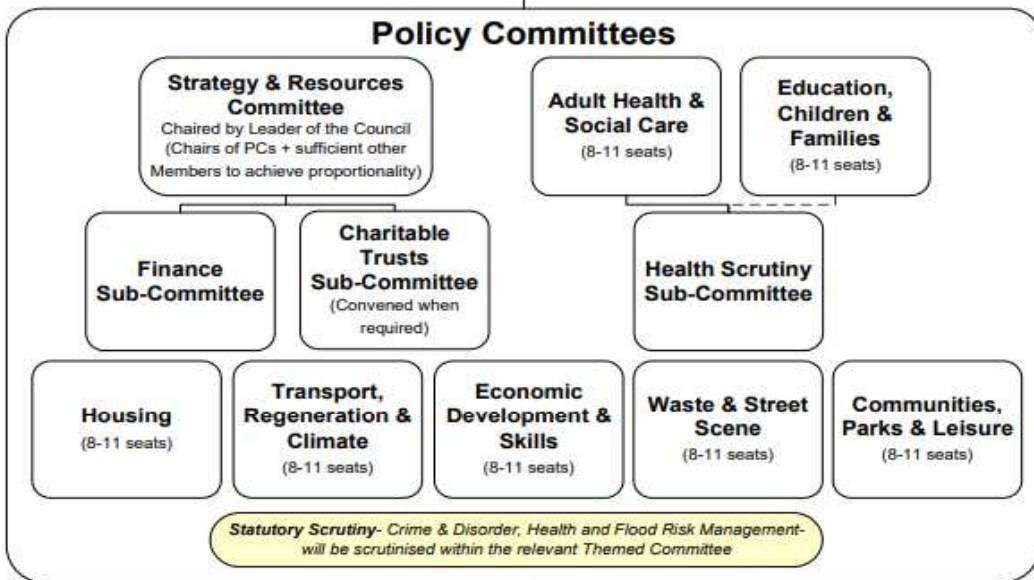 Policy Committees
Strategy & Resources
Committee
Chaired by Leader of the Council
(Chairs of PCs + sufficient other
Members to achieve proportionality)
Adult Health &
Social Care
(8-11 seats)
Education,
Children &
Families
(8-11 seats)
Finance
Sub-Committee
Charitable
Trusts
Sub-Committee
(Convened when
required)
Health Scrutiny
Sub-Committee
Housing
(8-11 seats)
Transport,
Regeneration &
Climate
(8-11 seats)
Economic
Development &
Skills
(8-11 seats)
Waste & Street
Scene
(8-11 seats)
Communities,
Parks & Leisure
(8-11 seats)
Statutory Scrutiny- Crime & Disorder, Health and Flood Risk Management-
will be scrutinised within the relevant Themed Committee